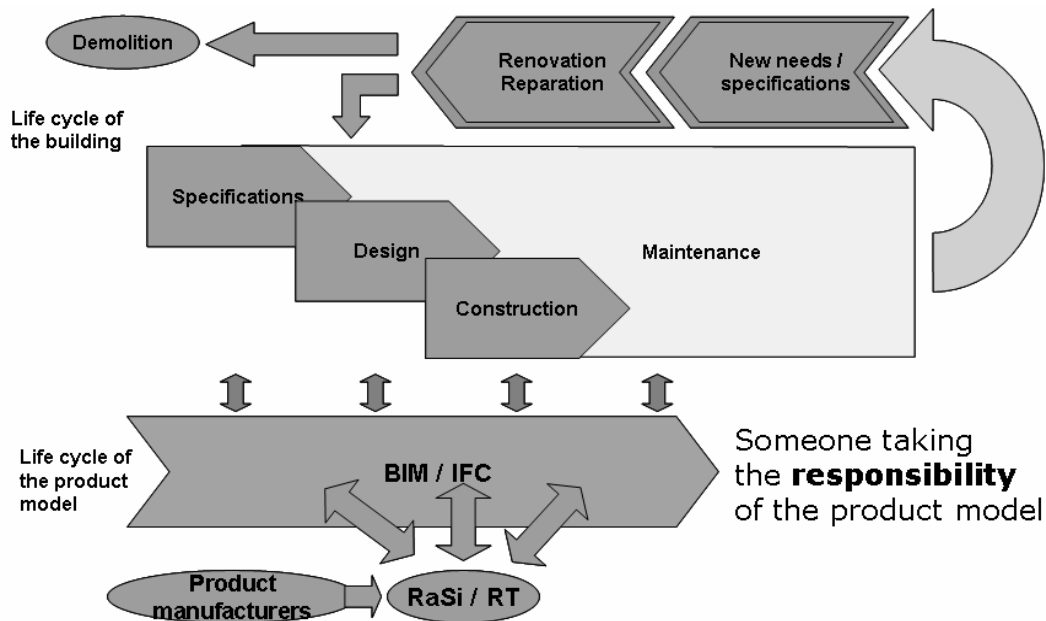 Demolition
Renovation
Reparation
New needs /
specifications
Life cycle of
the building
Specifications
Design
Maintenance
Construction
Life cycle of
the product
model
BIM / IFC
Someone taking
the responsibility
of the product model
Product
manufacturers
RaSi / RT